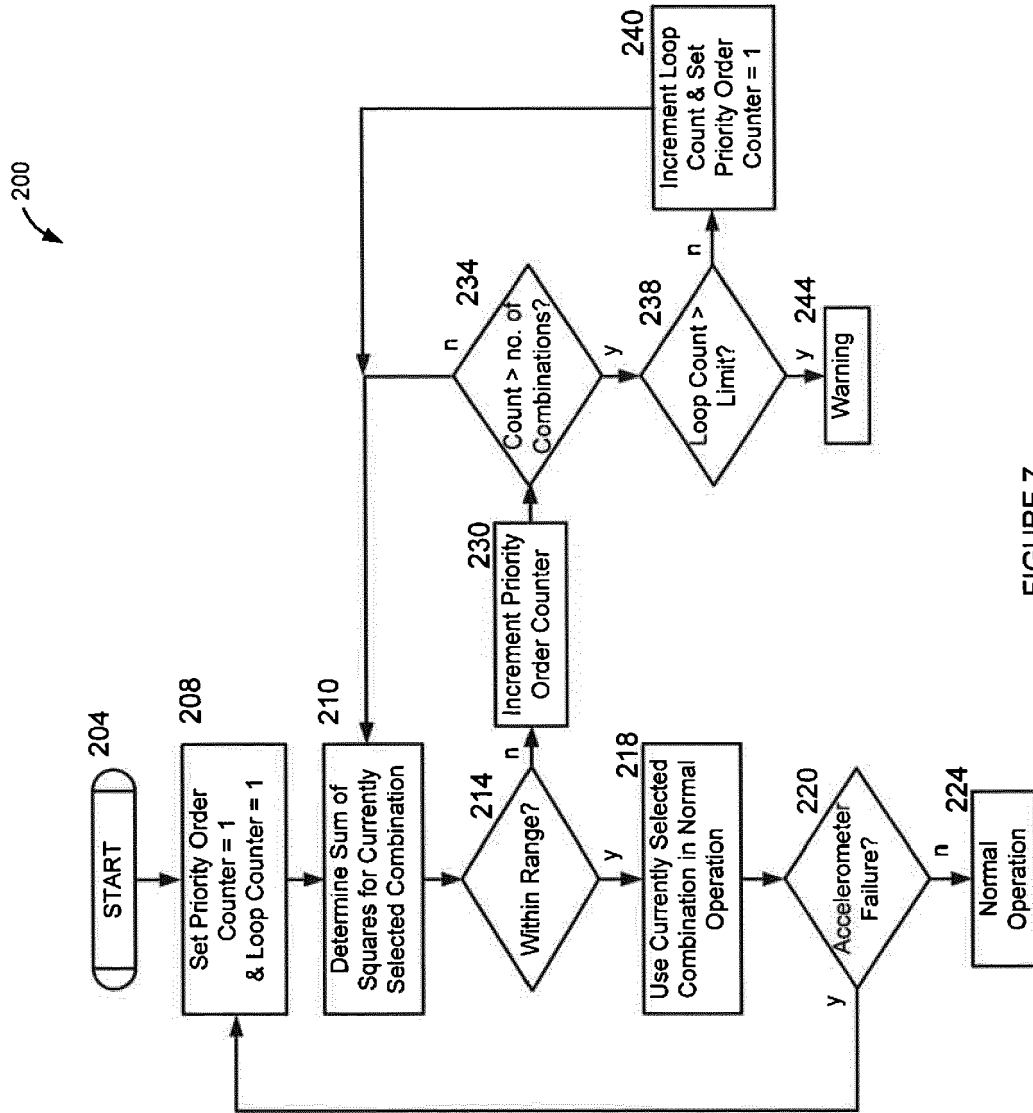 200
204
START
208
Set Priority Order
Counter = 1
& Loop Counter = 1
210
Determine Sum of
Squares for Currently
Selected Combination
214
Within Range?
n
y
218
Use Currently Selected
Combination in Normal
Operation
220
Accelerometer
Failure?
y
n
224
Normal
Operation
230
Increment Priority
Order Counter
234
Count > no. of
Combinations?
n
y
238
Loop Count >
Limit?
n
y
240
Increment Loop
Count & Set
Priority Order
Counter = 1
244
Warning
FIGURE 7